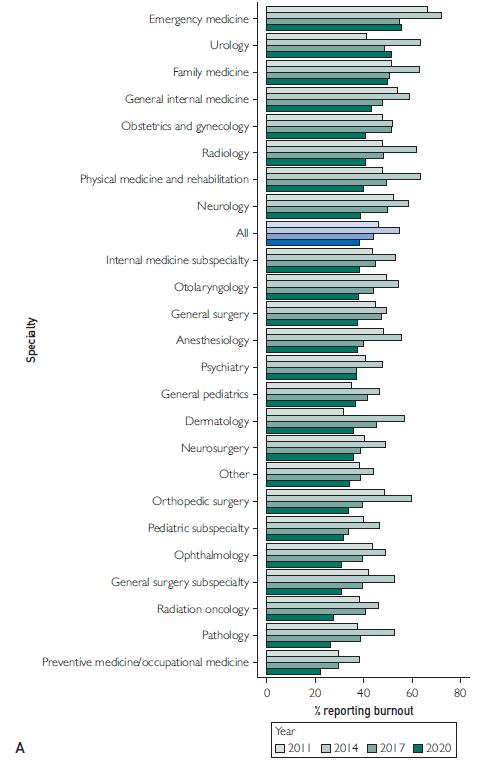 Specialty
Emergency medicine
Urology
Family medicine
General internal medicine
Obstetrics and gynecology
Radiology
Physical medicine and rehabilitation
Neurology
All
Internal medicine subspecialty
Otolaryngology
General surgery
Anesthesiology
Psychiatry
General pediatrics
Dermatology
Neurosurgery
Other
Orthopedic surgery
Pediatric subspecialty
Ophthalmology
General surgery subspecialty
Radiation oncology
Pathology
Preventive medicine/occupational medicine
0 20 40 60 80
% reporting burnout
Year
2011 2014 2017 2020
A